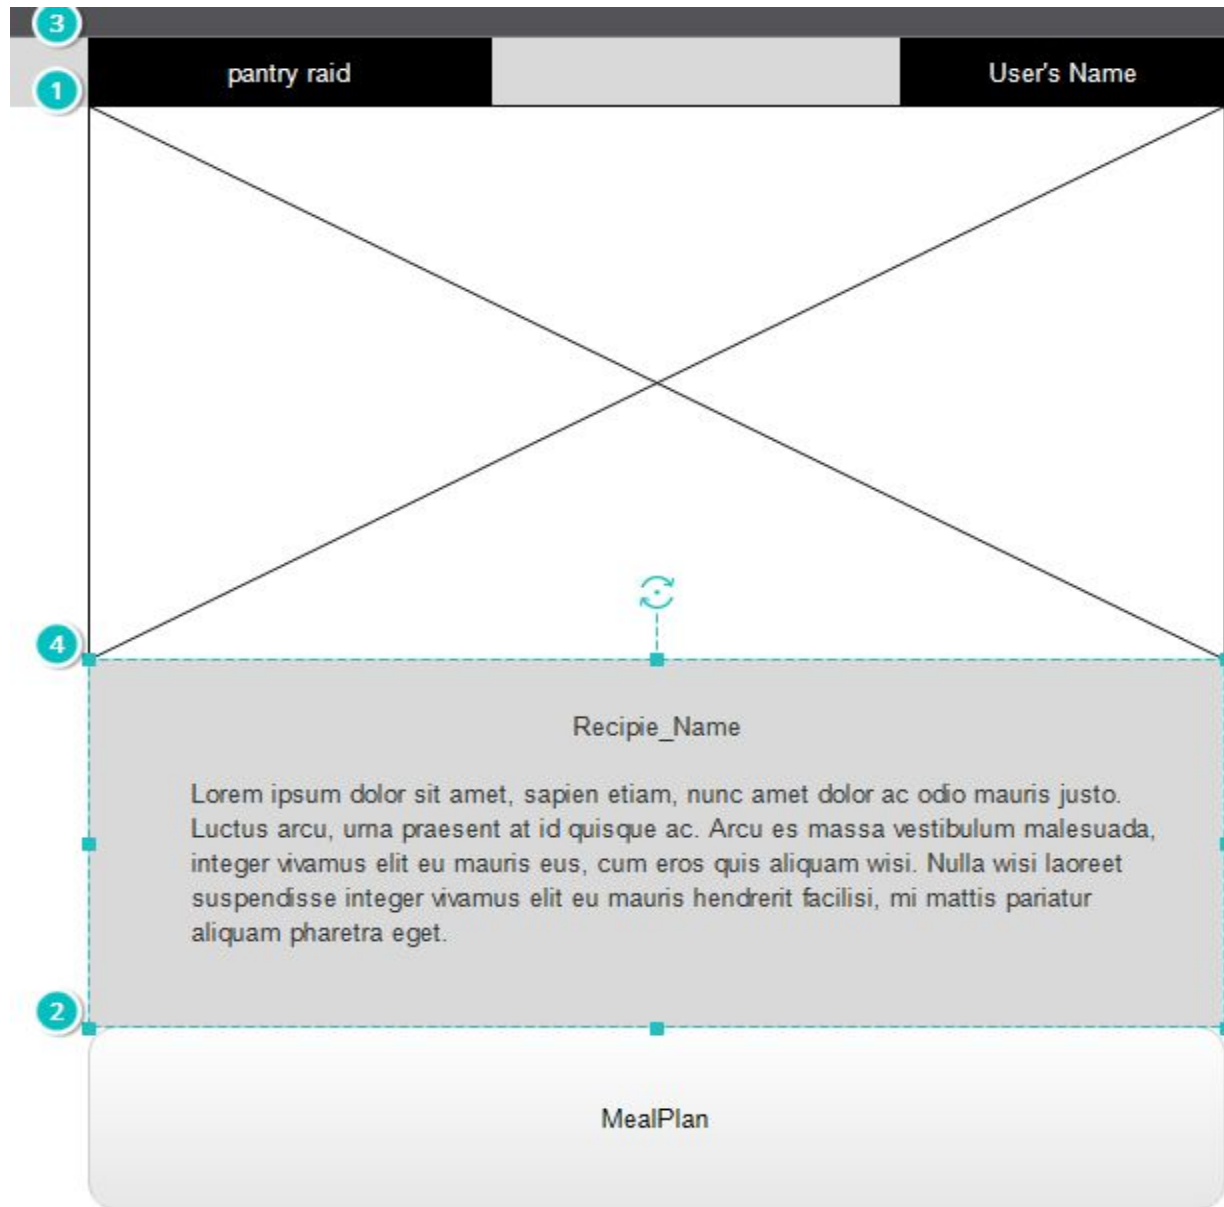 3
pantry raid
User's Name
1
4
Recipie_Name
Lorem ipsum dolor sit amet, sapien etiam, nunc amet dolor ac odio mauris justo.
Luctus arcu, urna praesent at id quisque ac. Arcu es massa vestibulum malesuada,
integer vivamus elit eu mauris eus, cum eros quis aliquam wisi. Nulla wisi laoreet
suspendisse integer vivamus elit eu mauris hendrerit facilisi, mi mattis pariatur
aliquam pharetra eget.
2
MealPlan